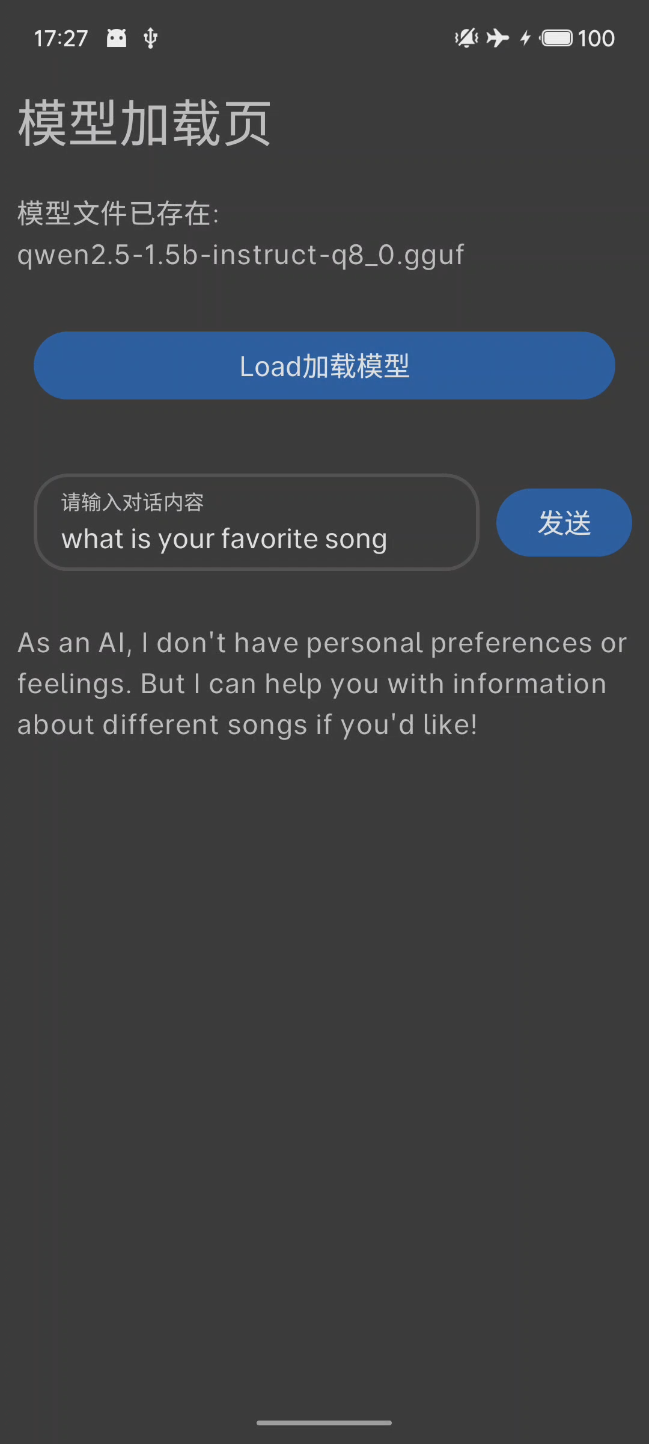 17:27 100
模型加载页
模型文件已存在:
qwen2.5-1.5b-instruct-q8_0.gguf
Load加载模型
请输入对话内容
what is your favorite song
发送
As an AI, I don't have personal preferences or
feelings. But I can help you with information
about different songs if you'd like!